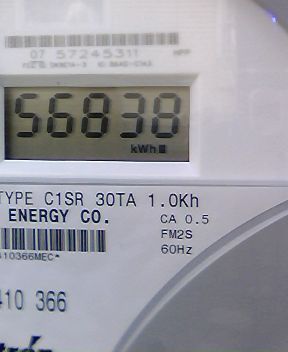 07 57245311
56838
kWh
TYPE C1SR 30TA 1.0Kh
ENERGY CO.
CA 0.5
FM2S
60Hz
410366MEC*
410 366